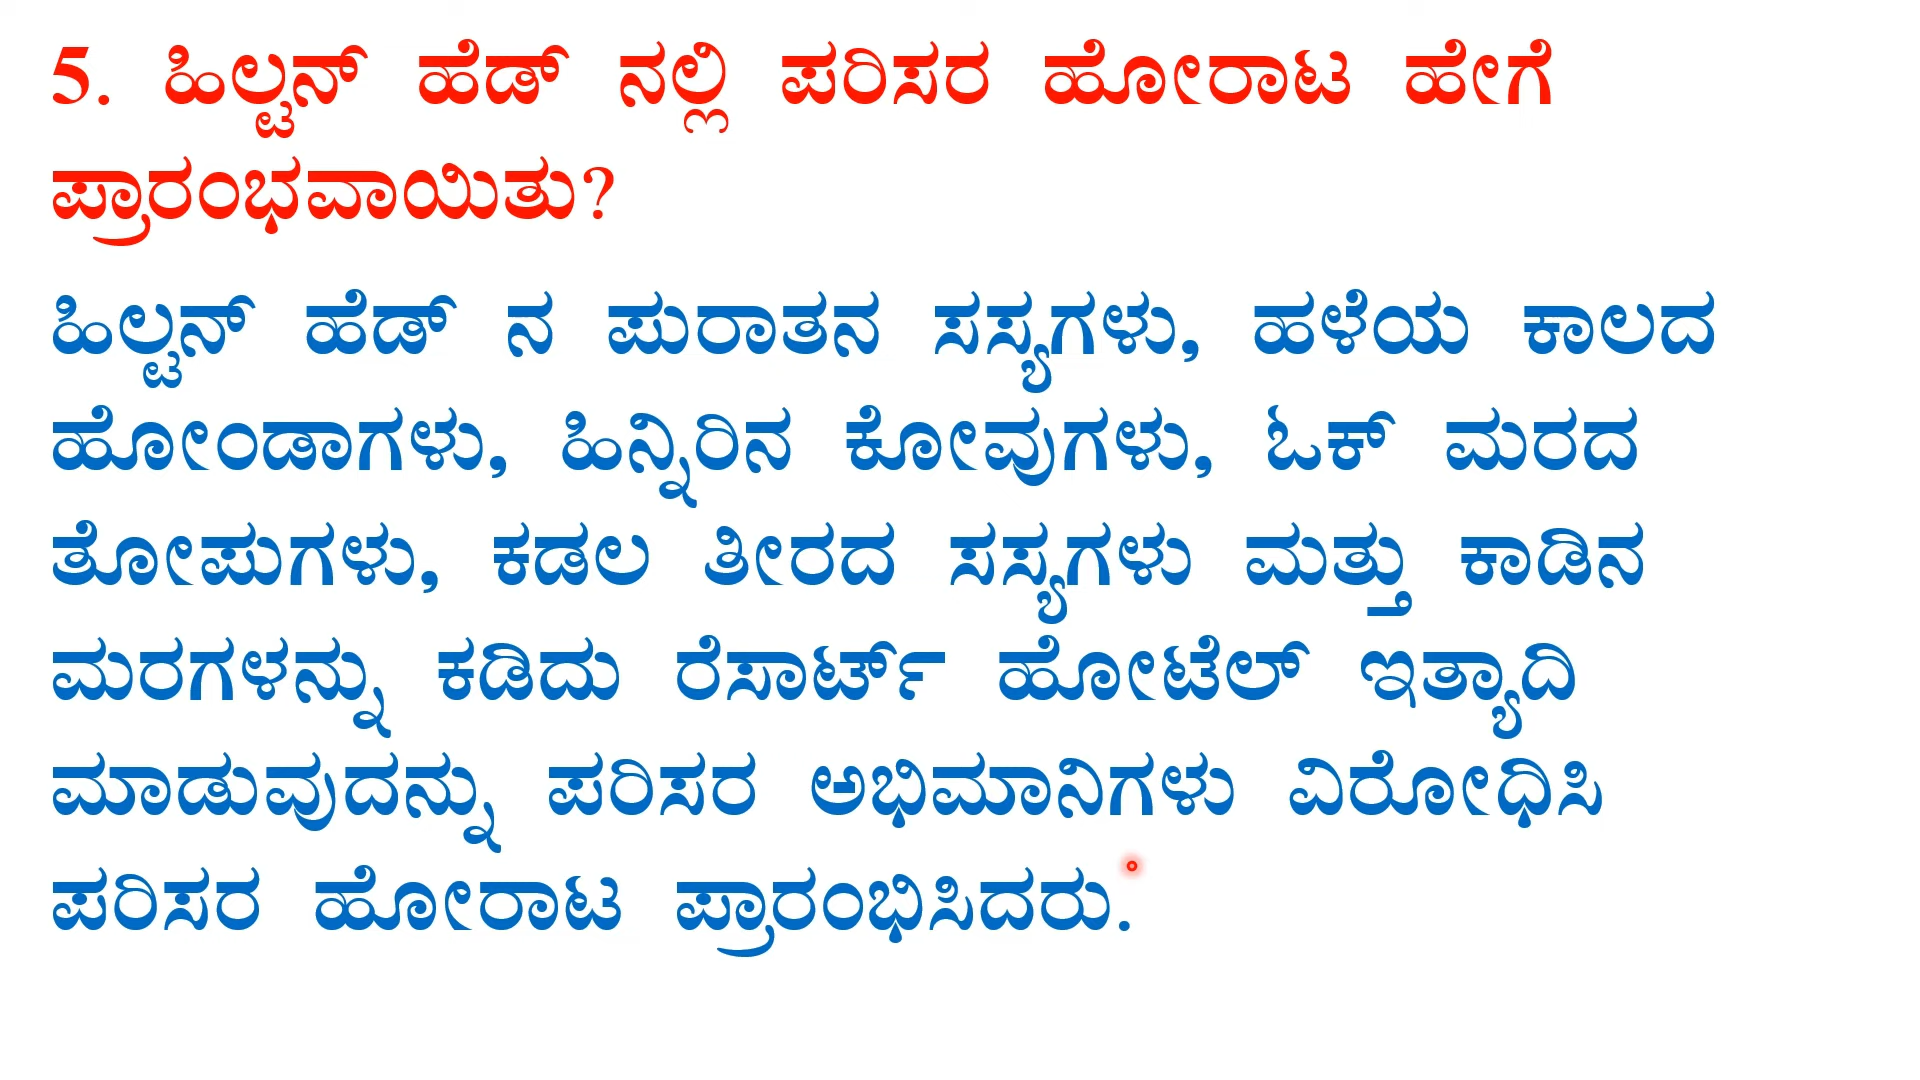 5. ಹಿಲ್ಟನ್ ಹೆಡ್ ನಲ್ಲಿ ಪರಿಸರ ಹೋರಾಟ ಹೇಗೆ
ಪ್ರಾರಂಭವಾಯಿತು?
ಹಿಲ್ಟನ್ ಹೆಡ್ ನ ಪುರಾತನ ಸಸ್ಯಗಳು, ಹಳೆಯ ಕಾಲದ
ಹೋಂಡಾಗಳು, ಹಿನ್ನಿರಿನ ಕೋವುಗಳು, ಓಕ್ ಮರದ
ತೋಪುಗಳು, ಕಡಲ ತೀರದ ಸಸ್ಯಗಳು ಮತ್ತು ಕಾಡಿನ
ಮರಗಳನ್ನು ಕಡಿದು ರೆಸಾರ್ಟ್ ಹೋಟೆಲ್ ಇತ್ಯಾದಿ
ಮಾಡುವುದನ್ನು ಪರಿಸರ ಅಭಿಮಾನಿಗಳು ವಿರೋಧಿಸಿ
ಪರಿಸರ ಹೋರಾಟ ಪ್ರಾರಂಭಿಸಿದರು.